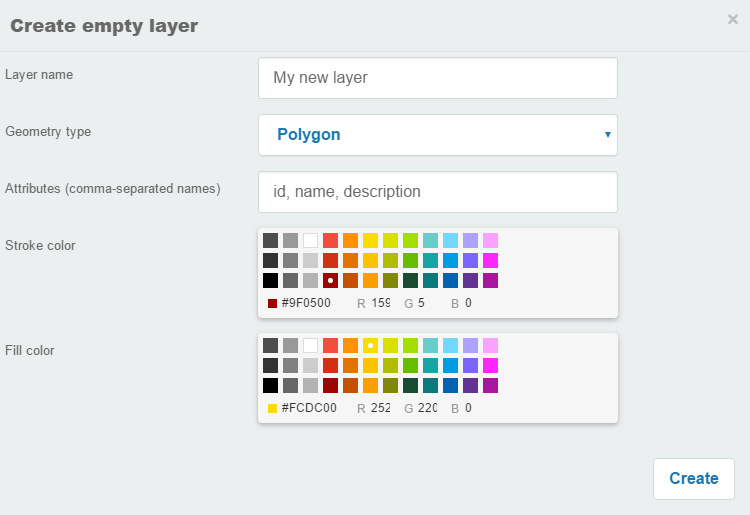 Create empty layer ×
Layer name My new layer
Geometry type Polygon ▾
Attributes (comma-separated names) id, name, description
Stroke color
#9F0500 R 159 G 5 B 0
Fill color
#FCDC00 R 252 G 220 B 0
Create